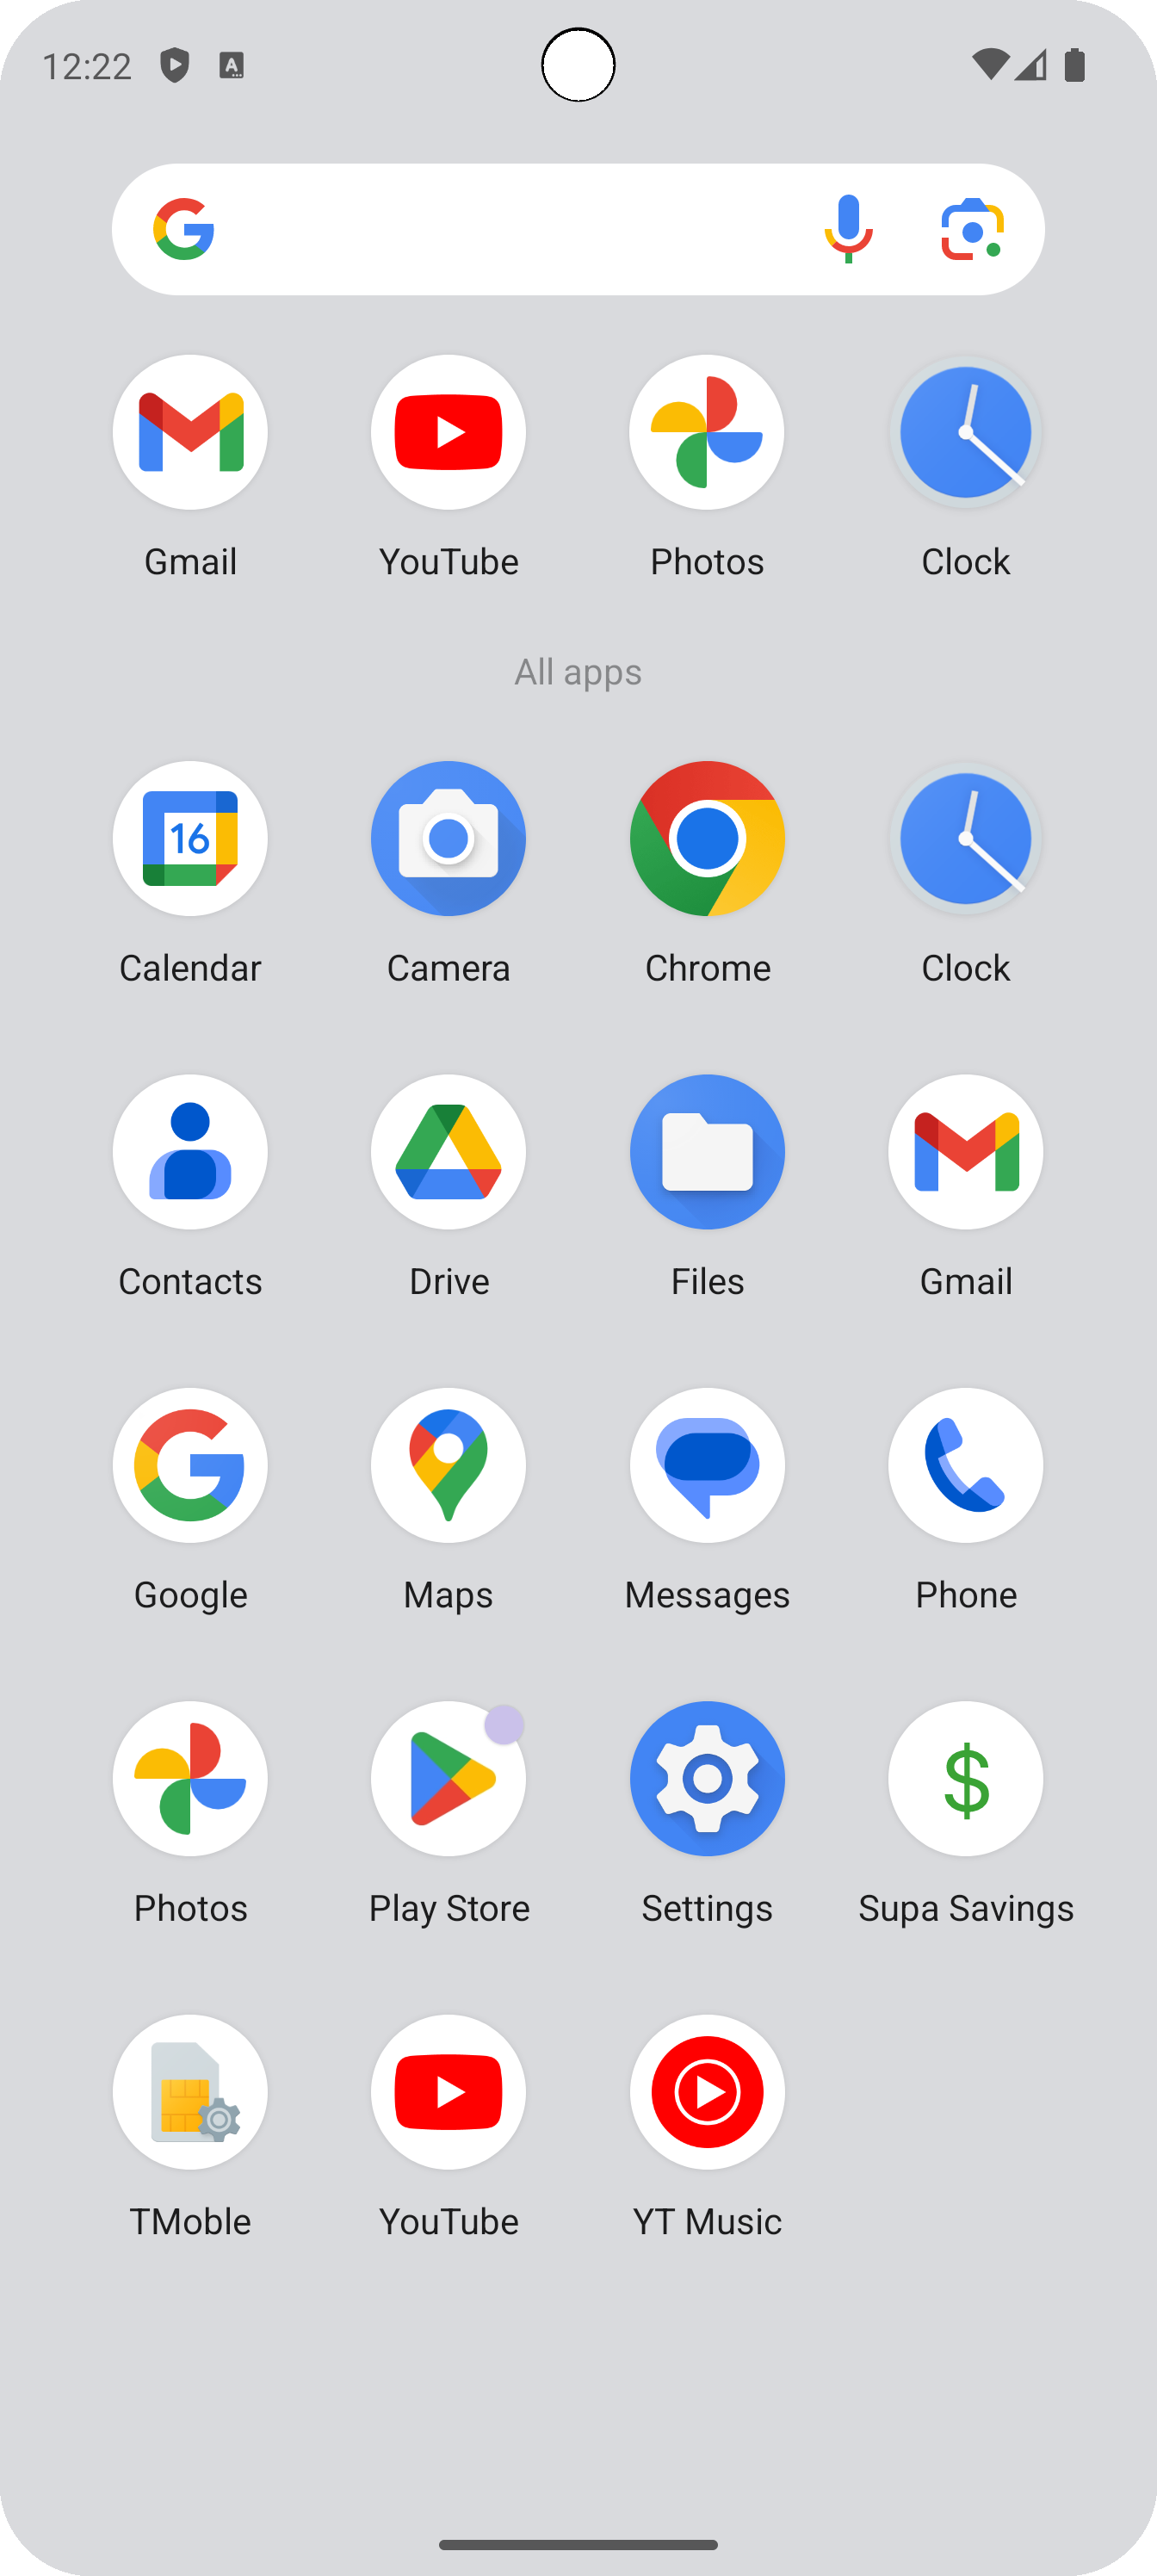 12:22
Gmail YouTube Photos Clock
All apps
16
Calendar Camera Chrome Clock
Contacts Drive Files Gmail
Google Maps Messages Phone
$
Photos Play Store Settings Supa Savings
TMoble YouTube YT Music